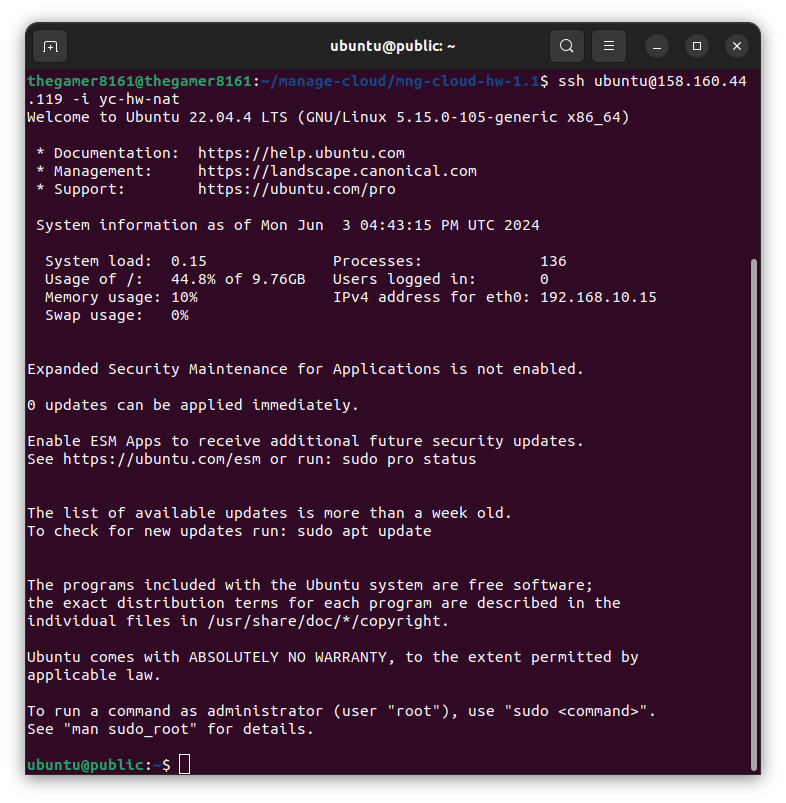 ubuntu@public: ~
thegamer8161@thegamer8161:~/manage-cloud/mng-cloud-hw-1.1$ ssh ubuntu@158.160.44
.119 -i yc-hw-nat
Welcome to Ubuntu 22.04.4 LTS (GNU/Linux 5.15.0-105-generic x86_64)

 * Documentation:  https://help.ubuntu.com
 * Management:     https://landscape.canonical.com
 * Support:        https://ubuntu.com/pro

 System information as of Mon Jun  3 04:43:15 PM UTC 2024

  System load:  0.15              Processes:             136
  Usage of /:   44.8% of 9.76GB   Users logged in:       0
  Memory usage: 10%               IPv4 address for eth0: 192.168.10.15
  Swap usage:   0%

Expanded Security Maintenance for Applications is not enabled.

0 updates can be applied immediately.

Enable ESM Apps to receive additional future security updates.
See https://ubuntu.com/esm or run: sudo pro status

The list of available updates is more than a week old.
To check for new updates run: sudo apt update

The programs included with the Ubuntu system are free software;
the exact distribution terms for each program are described in the
individual files in /usr/share/doc/*/copyright.

Ubuntu comes with ABSOLUTELY NO WARRANTY, to the extent permitted by
applicable law.

To run a command as administrator (user "root"), use "sudo <command>".
See "man sudo_root" for details.

ubuntu@public:~$